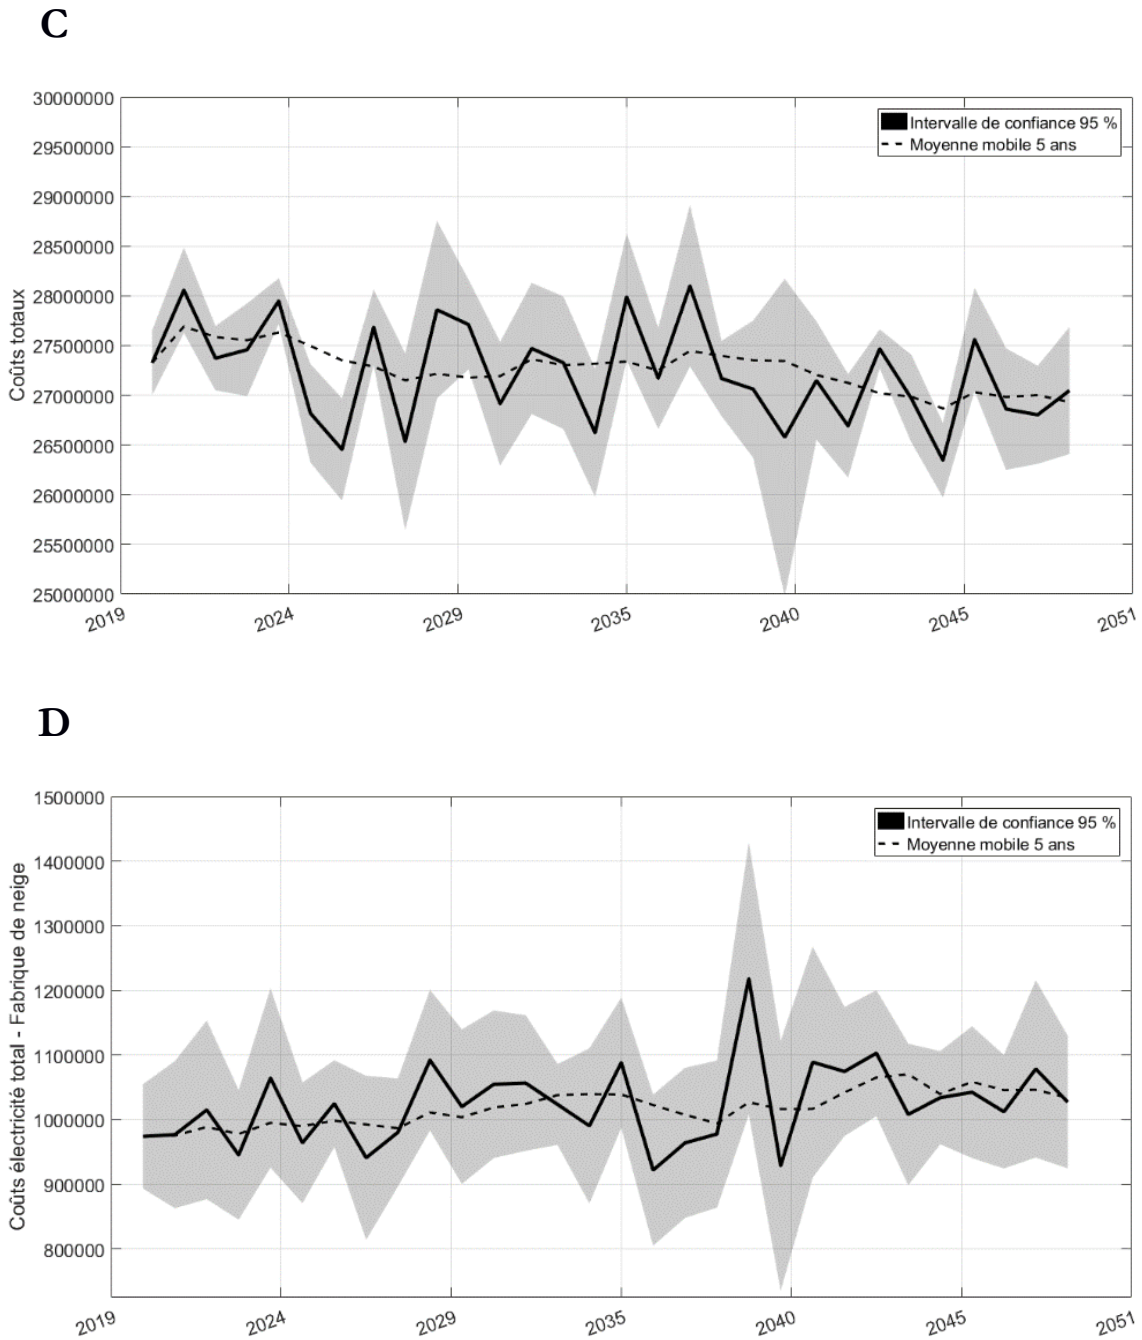 C
30000000
29500000
29000000
28500000
28000000
27500000
27000000
26500000
26000000
25500000
25000000
Coûts totaux
Intervalle de confiance 95 %
Moyenne mobile 5 ans
2019 2024 2029 2035 2040 2045 2051
D
1500000
1400000
1300000
1200000
1100000
1000000
900000
800000
Coûts électricité total - Fabrique de neige
Intervalle de confiance 95 %
Moyenne mobile 5 ans
2019 2024 2029 2035 2040 2045 2051